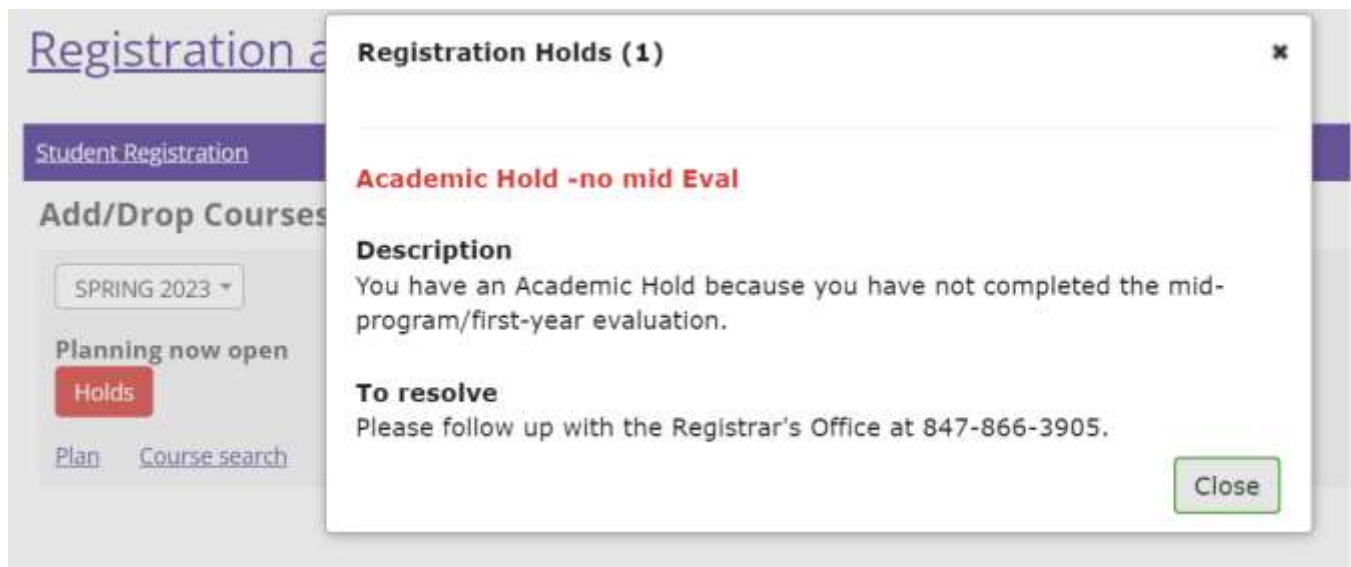 Registration a
Registration Holds (1)
✖
Student Registration
Academic Hold -no mid Eval
Add/Drop Courses
Description
You have an Academic Hold because you have not completed the mid-
program/first-year evaluation.
SPRING 2023
Planning now open
Holds
To resolve
Please follow up with the Registrar's Office at 847-866-3905.
Plan Course search
Close